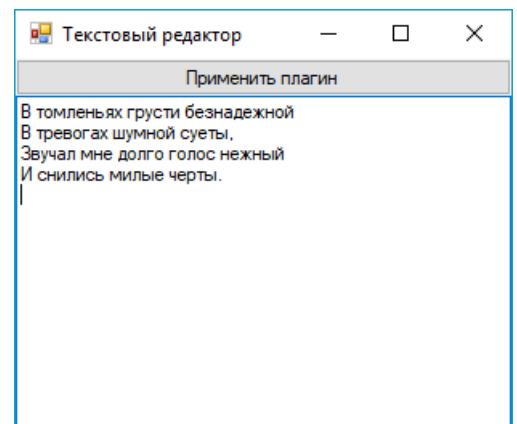 Текстовый редактор
Применить плагин
В томленьях грусти безнадежной
В тревогах шумной суеты,
Звучал мне долго голос нежный
И снились милые черты.